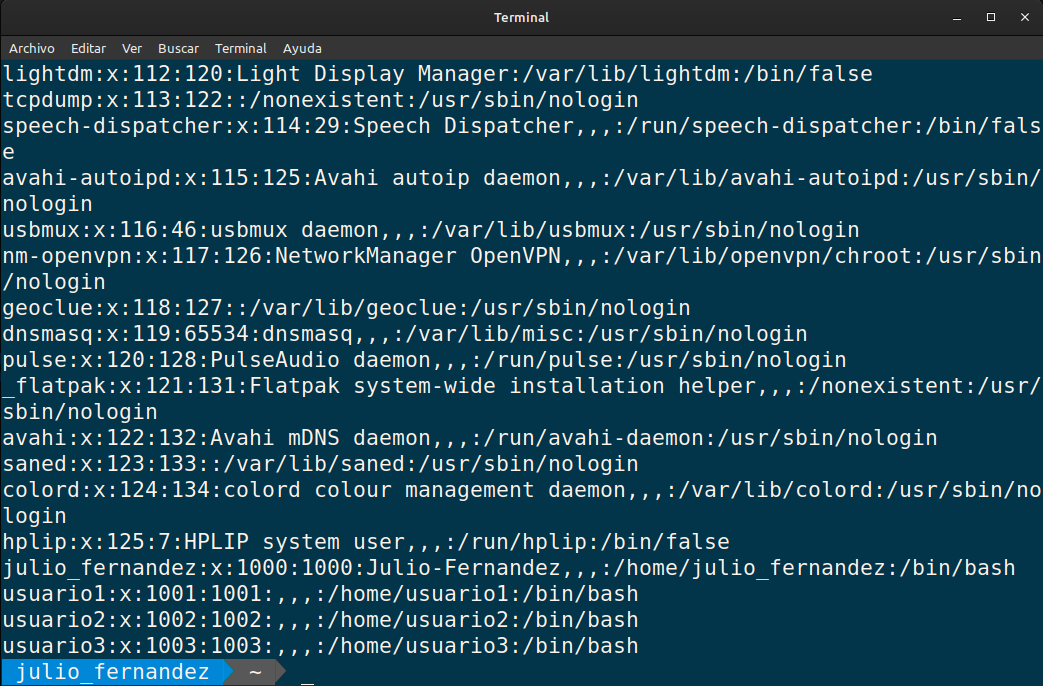 Terminal
Archivo Editar Ver Buscar Terminal Ayuda
lightdm:x:112:120:Light Display Manager:/var/lib/lightdm:/bin/false
tcpdump:x:113:122::/nonexistent:/usr/sbin/nologin
speech-dispatcher:x:114:29:Speech Dispatcher,,,:/run/speech-dispatcher:/bin/fals
e
avahi-autoipd:x:115:125:Avahi autoip daemon,,,:/var/lib/avahi-autoipd:/usr/sbin/
nologin
usbmux:x:116:46:usbmux daemon,,,:/var/lib/usbmux:/usr/sbin/nologin
nm-openvpn:x:117:126:NetworkManager OpenVPN,,,:/var/lib/openvpn/chroot:/usr/sbin
/nologin
geoclue:x:118:127::/var/lib/geoclue:/usr/sbin/nologin
dnsmasq:x:119:65534:dnsmasq,,,:/var/lib/misc:/usr/sbin/nologin
pulse:x:120:128:PulseAudio daemon,,,:/run/pulse:/usr/sbin/nologin
_flatpak:x:121:131:Flatpak system-wide installation helper,,,:/nonexistent:/usr/
sbin/nologin
avahi:x:122:132:Avahi mDNS daemon,,,:/run/avahi-daemon:/usr/sbin/nologin
saned:x:123:133::/var/lib/saned:/usr/sbin/nologin
colord:x:124:134:colord colour management daemon,,,:/var/lib/colord:/usr/sbin/no
login
hplip:x:125:7:HPLIP system user,,,:/run/hplip:/bin/false
julio_fernandez:x:1000:1000:Julio-Fernandez,,,:/home/julio_fernandez:/bin/bash
usuario1:x:1001:1001:,,,:/home/usuario1:/bin/bash
usuario2:x:1002:1002:,,,:/home/usuario2:/bin/bash
usuario3:x:1003:1003:,,,:/home/usuario3:/bin/bash
julio_fernandez ~ _